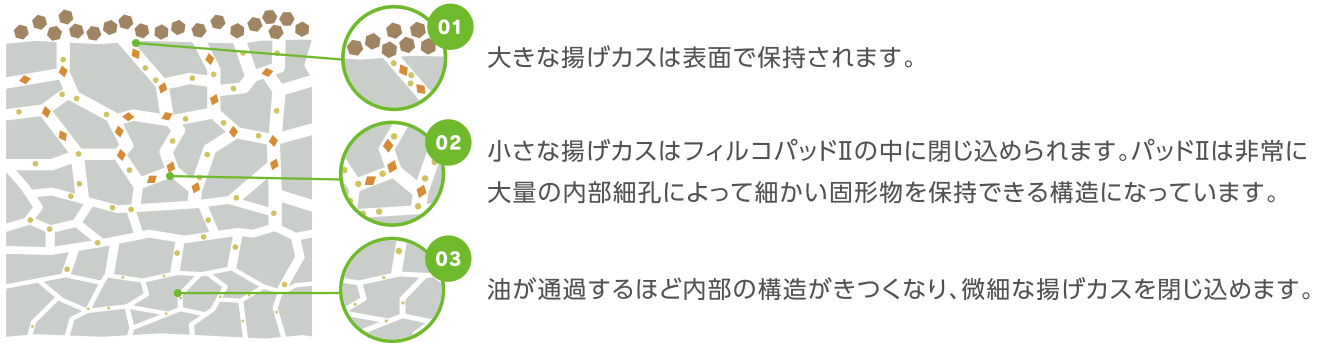 01
大きな揚げカスは表面で保持されます。
02
小さな揚げカスはフィルコパッドⅡの中に閉じ込められます。パッドⅡは非常に
大量の内部細孔によって細かい固形物を保持できる構造になっています。
03
油が通過するほど内部の構造がきつくなり、微細な揚げカスを閉じ込めます。